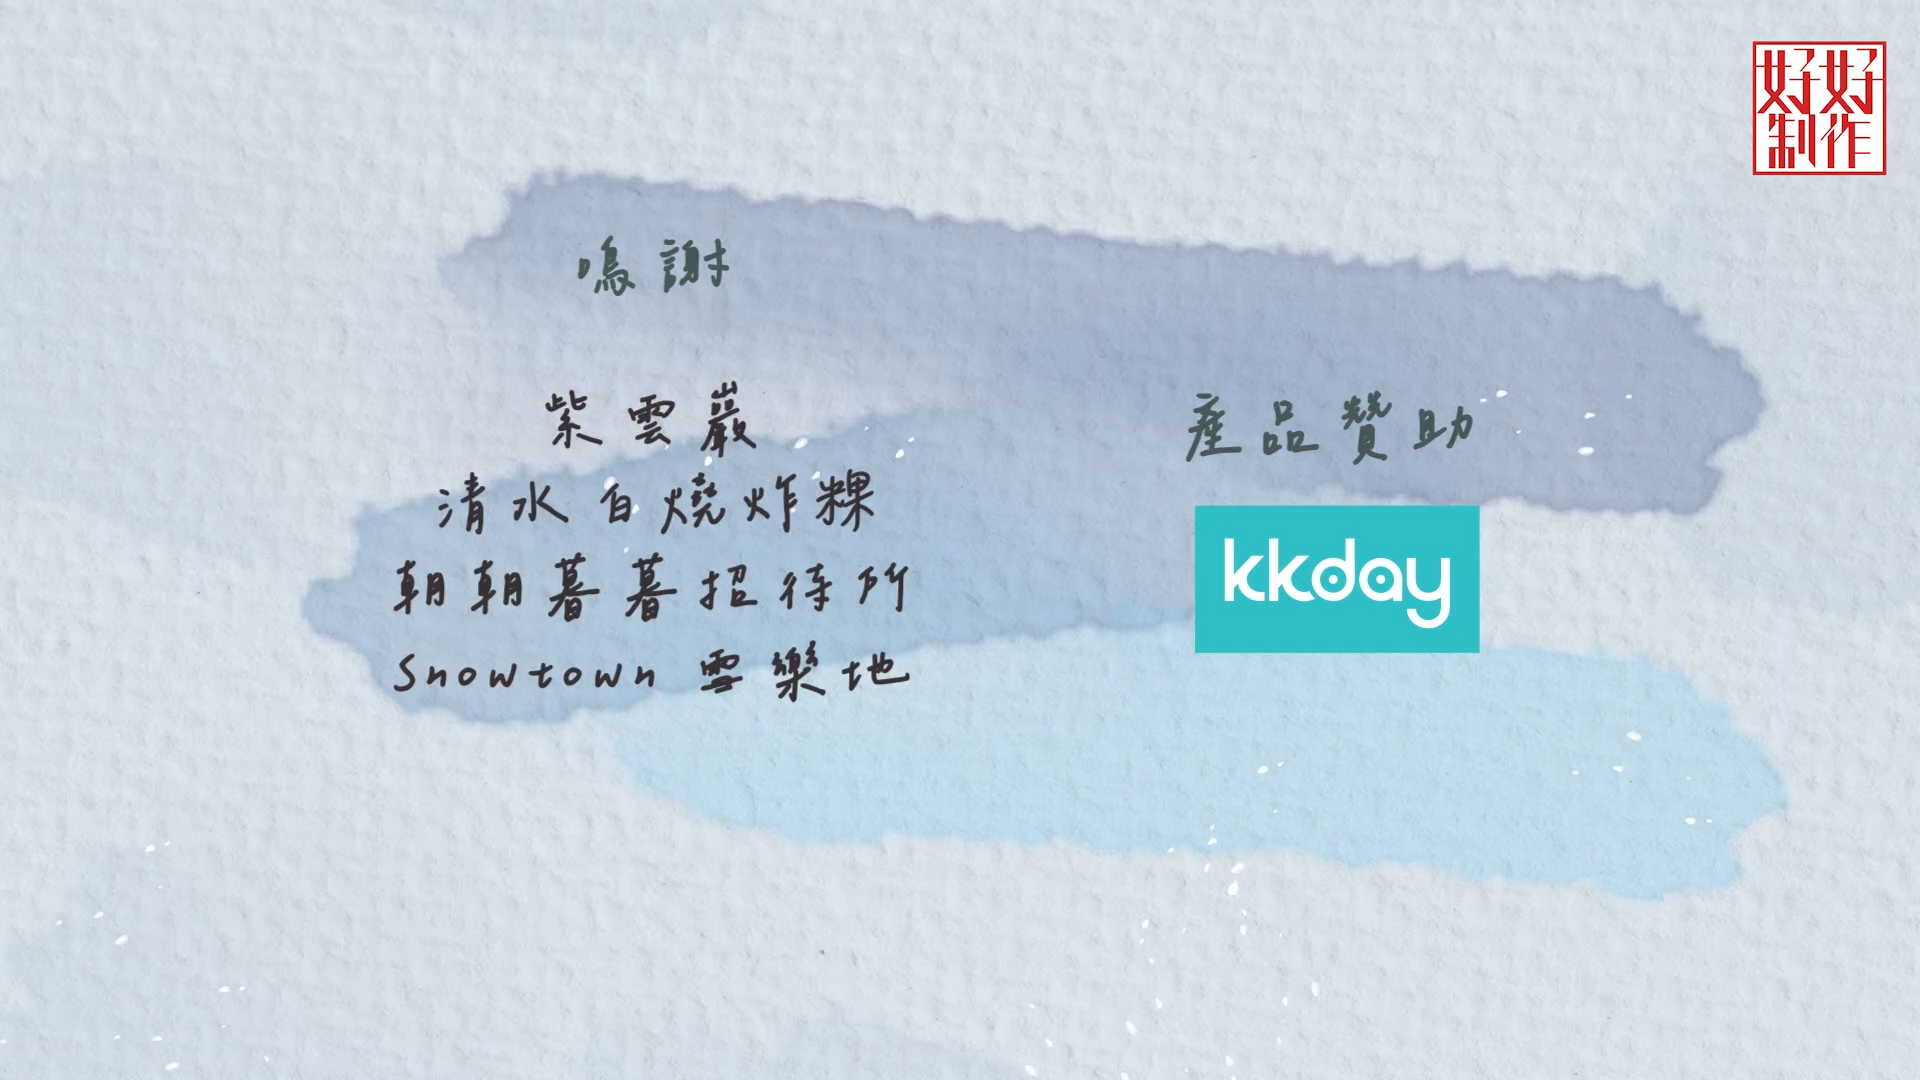 好好
制作
鳴謝
紫雲巖
清水白燒炸粿
朝朝暮暮招待所
Snowtown 雪樂地
產品贊助
kkday